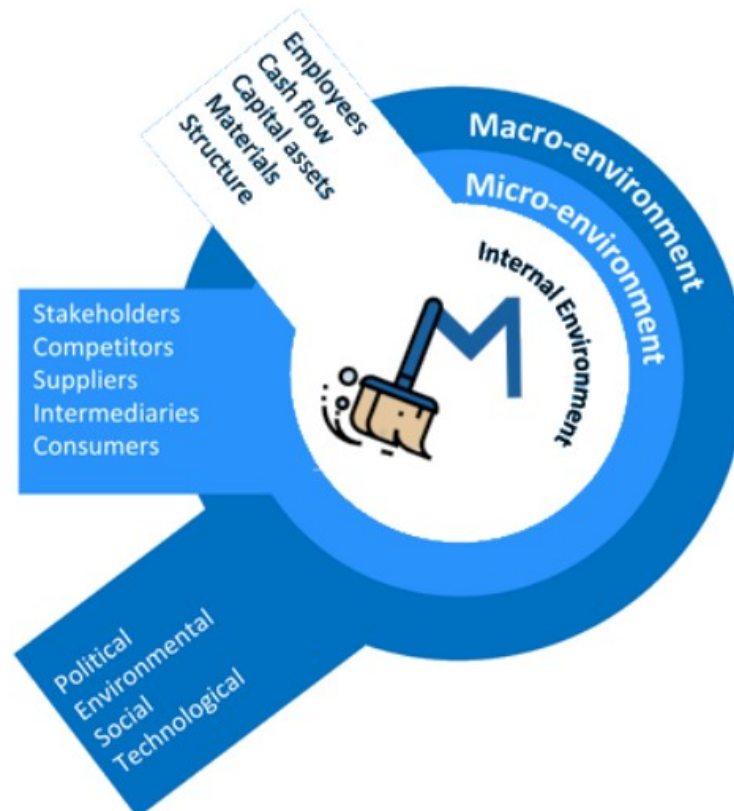 Employees
Cash flow
Capital assets
Materials
Structure
Macro-environment
Micro-environment
Internal Environment
M
Stakeholders
Competitors
Suppliers
Intermediaries
Consumers
Political
Environmental
Social
Technological